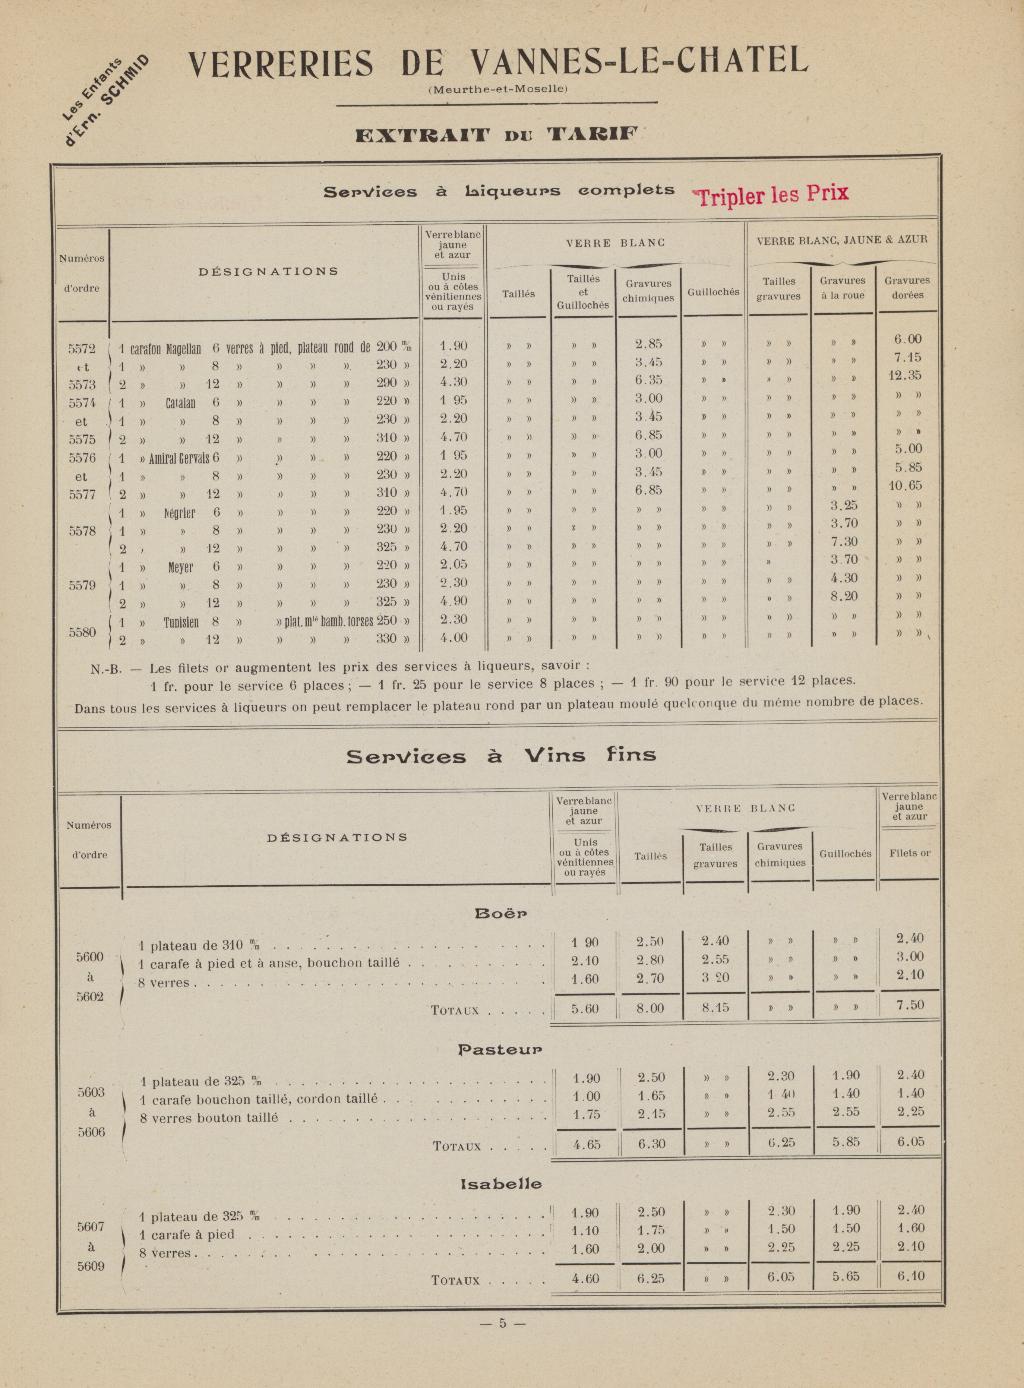 Les Enfants
d'Ern. SCHMID
VERRERIES DE VANNES-LE-CHATEL
(Meurthe-et-Moselle)
EXTRAIT DU TARIF
Services à Liqueurs complets Tripler les Prix
Numéros d'ordre
DÉSIGNATIONS
Verre blanc jaune et azur
Unis ou à côtes vénitiennes ou rayés
VERRE BLANC
Taillés
Taillés et Guillochés
Gravures chimiques
Guillochés
VERRE BLANC, JAUNE & AZUR
Tailles gravures
Gravures à la roue
Gravures dorées
5572 1 carafon Magellan 6 verres à pied, plateau rond de 200 m/m 1.90 » » » » 2.85 » » » » » » 6.00
et 1 » » 8 » » » » 230 » 2.20 » » » » 3.45 » » » » » » 7.15
5573 2 » » 12 » » » » 290 » 4.30 » » » » 6.35 » » » » » » 12.35
5574 1 » Catalan 6 » » » » 220 » 1 95 » » » » 3.00 » » » » » » » »
et 1 » » 8 » » » » 230 » 2.20 » » » » 3.45 » » » » » » » »
5575 2 » » 12 » » » » 310 » 4.70 » » » » 6.85 » » » » » » » »
5576 1 » Amiral Gervais 6 » » » » 220 » 1 95 » » » » 3.00 » » » » » » 5.00
et 1 » » 8 » » » » 230 » 2.20 » » » » 3.45 » » » » » » 5.85
5577 2 » » 12 » » » » 310 » 4.70 » » » » 6.85 » » » » » » 10.65
1 » Négrier 6 » » » » 220 » 1.95 » » » » » » » » » » 3.25 » »
5578 1 » » 8 » » » » 230 » 2.20 » » » » » » » » » » 3.70 » »
2 » » 12 » » » » 325 » 4.70 » » » » » » » » » » 7.30 » »
1 » Meyer 6 » » » » 220 » 2.05 » » » » » » » » » 3.70 » »
5579 1 » » 8 » » » » 230 » 2.30 » » » » » » » » » » 4.30 » »
2 » » 12 » » » » 325 » 4.90 » » » » » » » » » » 8.20 » »
5580 1 » Tunisien 8 » » plat. mlé bamb. torses 250 » 2.30 » » » » » » » » » » » » » »
2 » » 12 » » » » 330 » 4.00 » » » » » » » » » » » » » »
N.-B. — Les filets or augmentent les prix des services à liqueurs, savoir :
1 fr. pour le service 6 places ; — 1 fr. 25 pour le service 8 places ; — 1 fr. 90 pour le service 12 places.
Dans tous les services à liqueurs on peut remplacer le plateau rond par un plateau moulé quelconque du même nombre de places.
Services à Vins fins
Numéros d'ordre
DÉSIGNATIONS
Verre blanc jaune et azur
Unis ou à côtes vénitiennes ou rayés
VERRE BLANC
Taillés
Tailles gravures
Gravures chimiques
Guillochés
Verre blanc jaune et azur
Filets or
Boër
5600 à 5602
1 plateau de 310 m/m 1 90 2.50 2.40 » » » » 2.40
1 carafe à pied et à anse, bouchon taillé 2.10 2.80 2.55 » » » » 3.00
8 verres 1.60 2.70 3 20 » » » » 2.10
TOTAUX 5.60 8.00 8.15 » » » » 7.50
Pasteur
5603 à 5606
1 plateau de 325 m/m 1.90 2.50 » » 2.30 1.90 2.40
1 carafe bouchon taillé, cordon taillé 1.00 1.65 » » 1 40 1.40 1.40
8 verres bouton taillé 1.75 2.15 » » 2.55 2.55 2.25
TOTAUX 4.65 6.30 » » 6.25 5.85 6.05
Isabelle
5607 à 5609
1 plateau de 325 m/m 1.90 2.50 » » 2.30 1.90 2.40
1 carafe à pied 1.10 1.75 » » 1.50 1.50 1.60
8 verres 1.60 2.00 » » 2.25 2.25 2.10
TOTAUX 4.60 6.25 » » 6.05 5.65 6.10
— 5 —